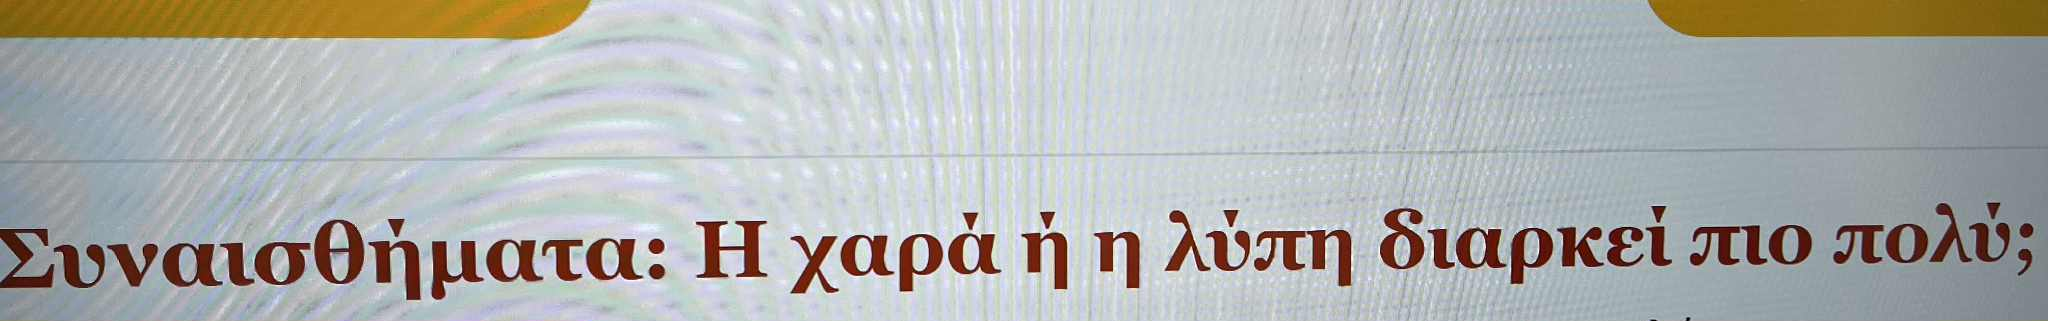 Συναισθήματα: Η χαρά ή η λύπη διαρκεί πιο πολύ;